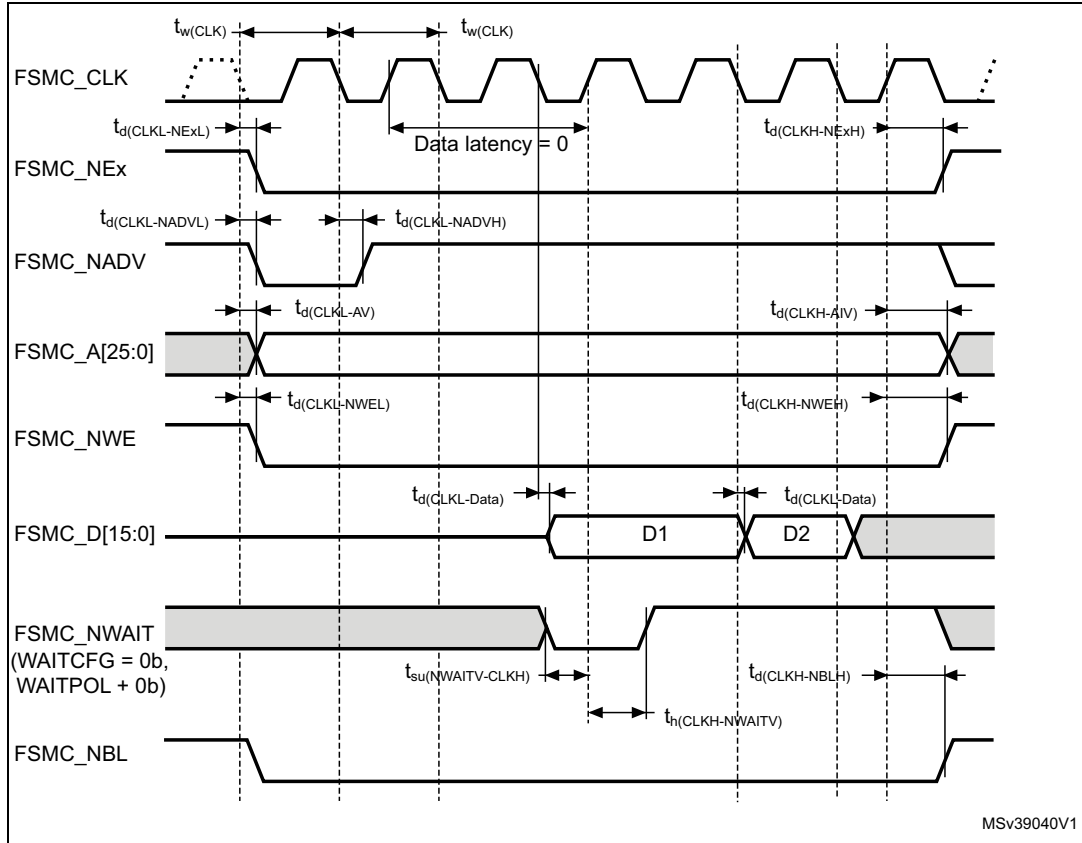 tw(CLK) tw(CLK)
FSMC_CLK
td(CLKL-NExL) Data latency = 0 td(CLKH-NExH)
FSMC_NEx
td(CLKL-NADVL) td(CLKL-NADVH)
FSMC_NADV
td(CLKL-AV) td(CLKH-AIV)
FSMC_A[25:0]
td(CLKL-NWEL) td(CLKH-NWEH)
FSMC_NWE
td(CLKL-Data) td(CLKL-Data)
FSMC_D[15:0] D1 D2
FSMC_NWAIT
(WAITCFG = 0b,
WAITPOL + 0b)
tsu(NWAITV-CLKH) td(CLKH-NBLH)
th(CLKH-NWAITV)
FSMC_NBL
MSv39040V1